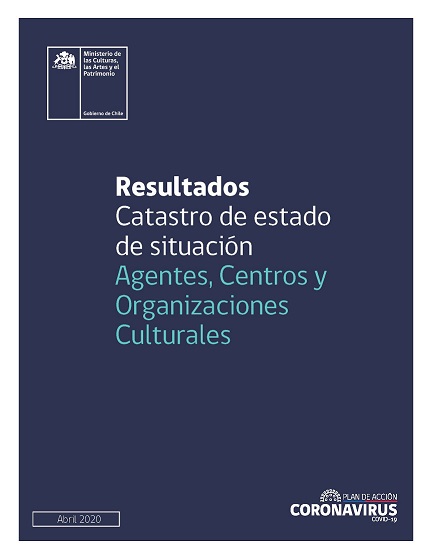 Ministerio de
las Culturas,
las Artes y el
Patrimonio
Gobierno de Chile
Resultados
Catastro de estado
de situación
Agentes, Centros y
Organizaciones
Culturales
Abril 2020
PLAN DE ACCIÓN
CORONAVIRUS
COVID-19